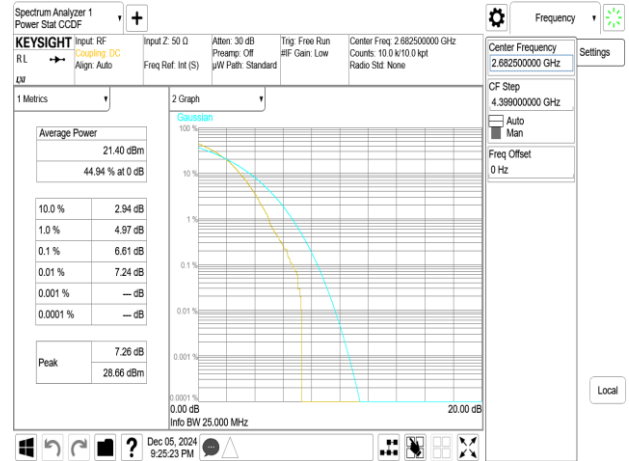 Spectrum Analyzer 1
Power Stat CCDF
Frequency
KEYSIGHT
RL
Input: RF
Coupling: DC
Align: Auto
Input Z: 50 Ω
Freq Ref: Int (S)
Atten: 30 dB
Preamp: Off
µW Path: Standard
Trig: Free Run
#IF Gain: Low
Center Freq: 2.682500000 GHz
Counts: 10.0 k/10.0 kpt
Radio Std: None
Center Frequency
2.682500000 GHz
Settings
CF Step
4.399000000 GHz
Auto
Man
Freq Offset
0 Hz
1 Metrics
2 Graph
Average Power
21.40 dBm
44.94 % at 0 dB
10.0 % 2.94 dB
1.0 % 4.97 dB
0.1 % 6.61 dB
0.01 % 7.24 dB
0.001 % --- dB
0.0001 % --- dB
Peak
7.26 dB
28.66 dBm
Gaussian
100 %
10 %
1 %
0.1 %
0.01 %
0.001 %
0.0001 %
0.00 dB
20.00 dB
Info BW 25.000 MHz
Local
?
Dec 05, 2024
9:25:23 PM